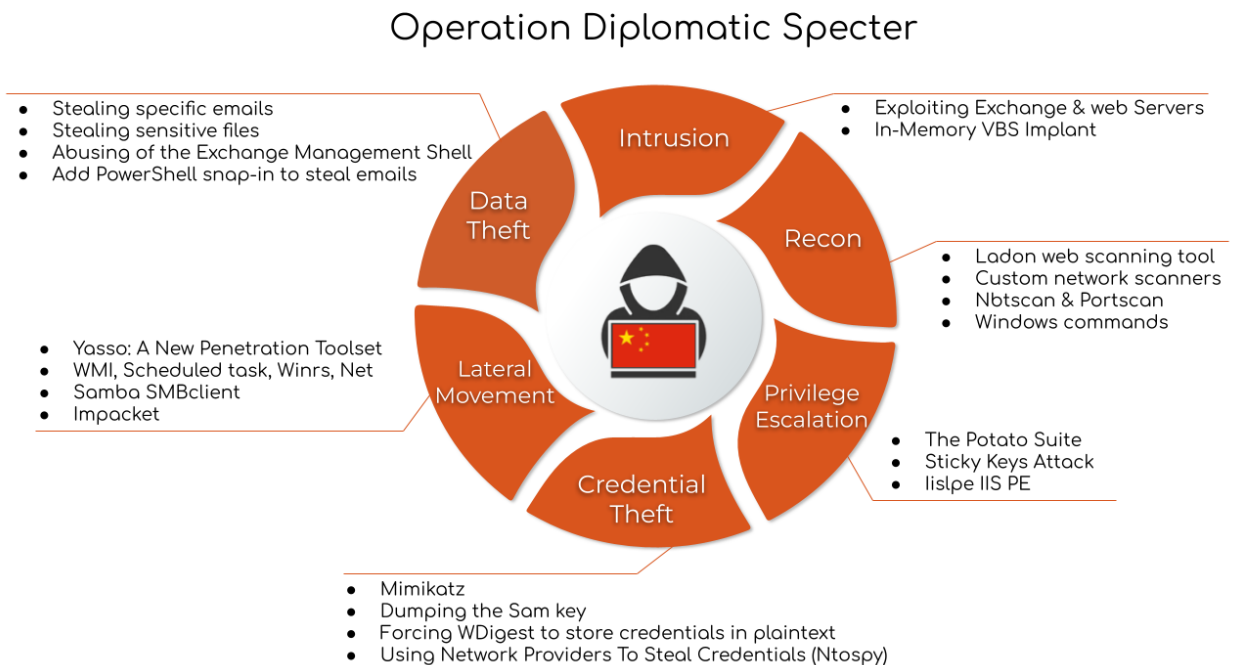 Operation Diplomatic Specter
● Stealing specific emails
● Stealing sensitive files
● Abusing of the Exchange Management Shell
● Add PowerShell snap-in to steal emails
Intrusion
● Exploiting Exchange & web Servers
● In-Memory VBS Implant
Data
Theft
Recon
● Ladon web scanning tool
● Custom network scanners
● Nbtscan & Portscan
● Windows commands
● Yasso: A New Penetration Toolset
● WMI, Scheduled task, Winrs, Net
● Samba SMBclient
● Impacket
Lateral
Movement
Privilege
Escalation
● The Potato Suite
● Sticky Keys Attack
● Iislpe IIS PE
Credential
Theft
● Mimikatz
● Dumping the Sam key
● Forcing WDigest to store credentials in plaintext
● Using Network Providers To Steal Credentials (Ntospy)